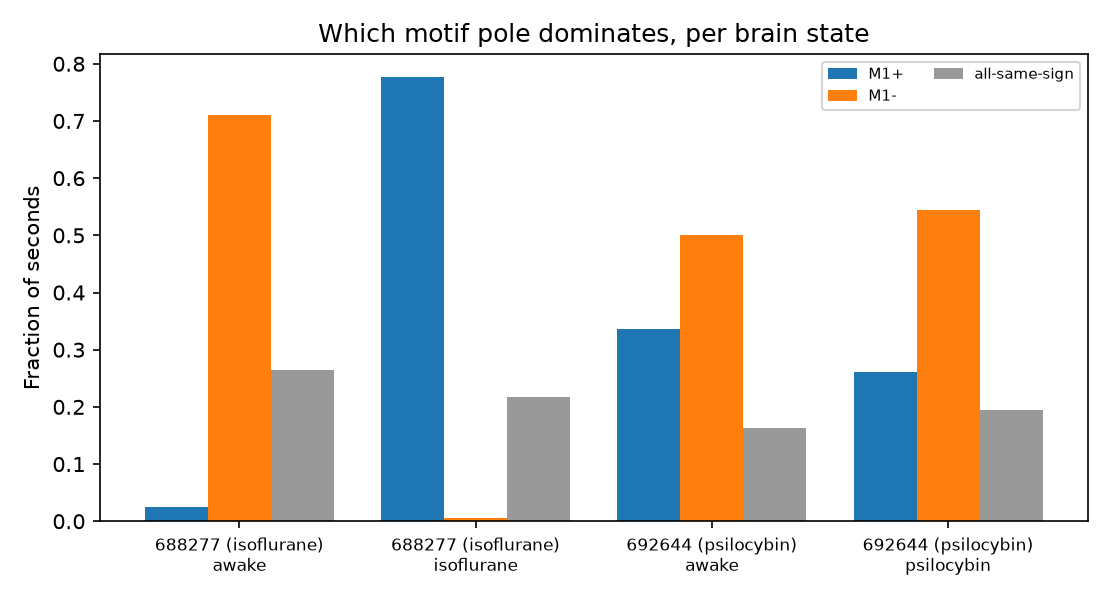 Which motif pole dominates, per brain state
M1+
M1-
all-same-sign
Fraction of seconds
0.8
0.7
0.6
0.5
0.4
0.3
0.2
0.1
0.0
688277 (isoflurane)
awake
688277 (isoflurane)
isoflurane
692644 (psilocybin)
awake
692644 (psilocybin)
psilocybin